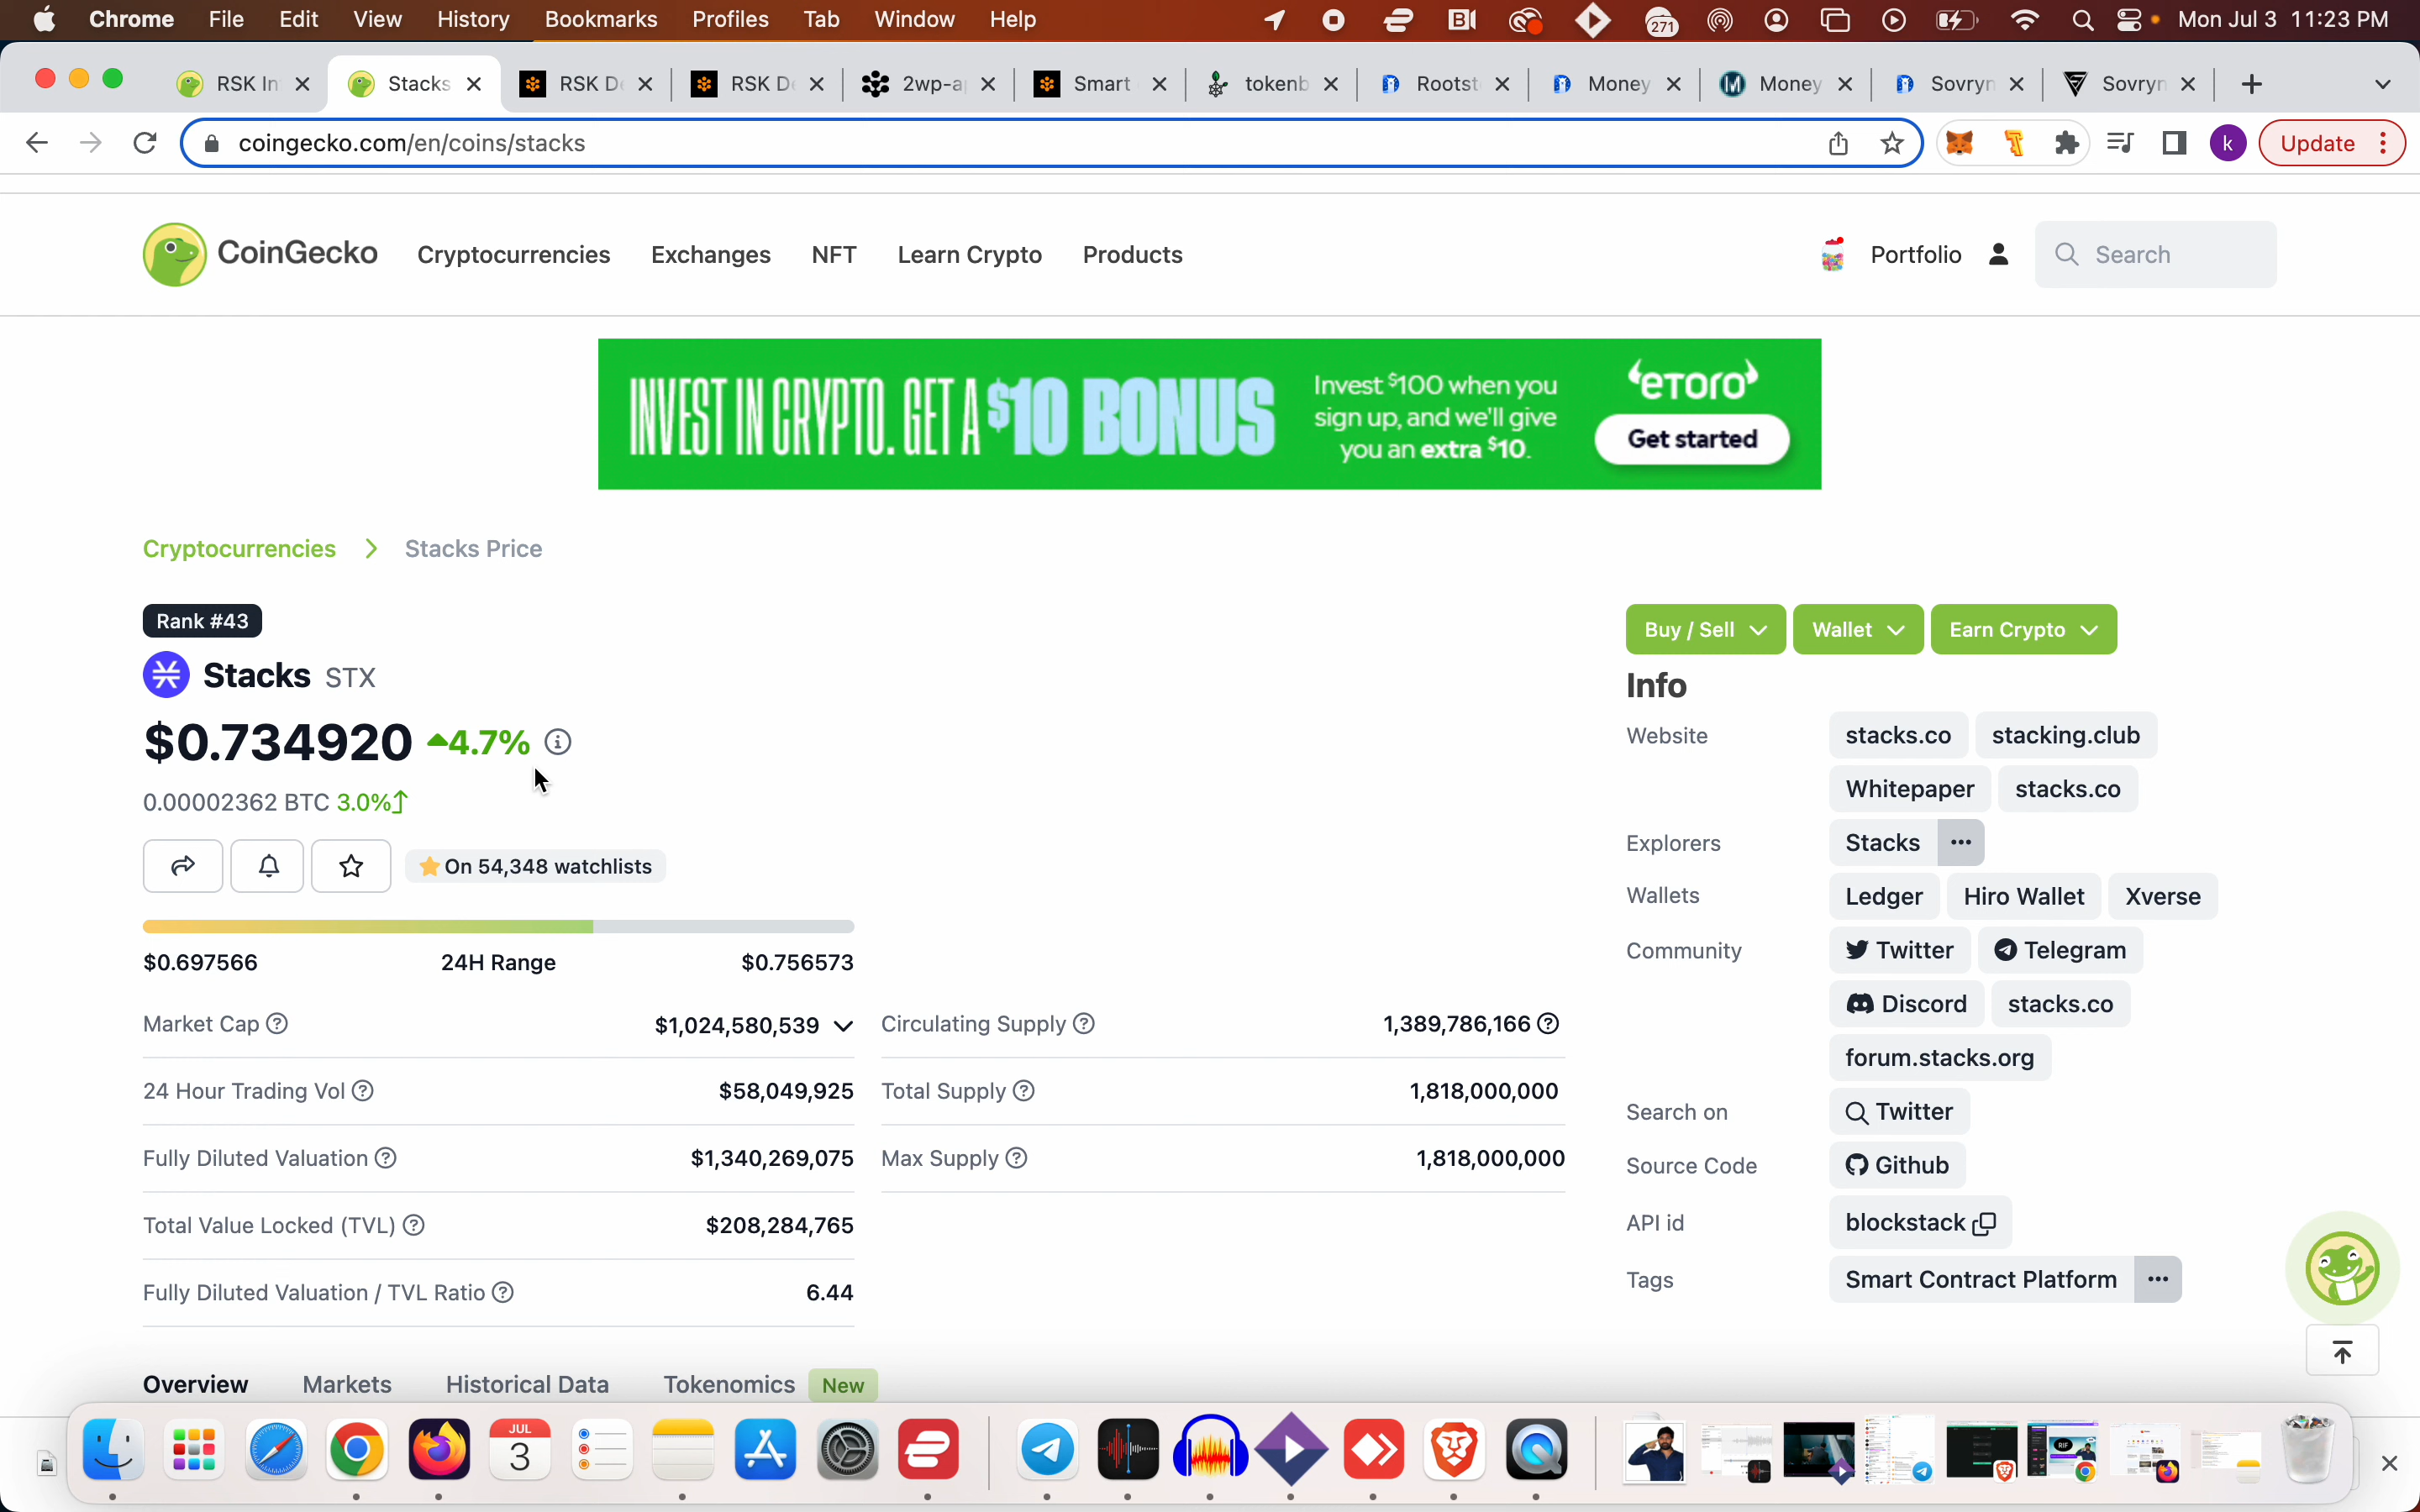 Chrome File Edit View History Bookmarks Profiles Tab Window Help 271 Mon Jul 3 11:23 PM
RSK In Stacks RSK De RSK De 2wp-a Smart tokenb Rootst Money Money Sovryn Sovryn
coingecko.com/en/coins/stacks k Update
CoinGecko Cryptocurrencies Exchanges NFT Learn Crypto Products Portfolio Search
INVEST IN CRYPTO. GET A $10 BONUS
Invest $100 when you
sign up, and we'll give
you an extra $10.
eToro
Get started
Cryptocurrencies Stacks Price
Rank #43
Stacks STX
$0.734920 4.7%
0.00002362 BTC 3.0%
On 54,348 watchlists
$0.697566 24H Range $0.756573
Market Cap $1,024,580,539
24 Hour Trading Vol $58,049,925
Fully Diluted Valuation $1,340,269,075
Total Value Locked (TVL) $208,284,765
Fully Diluted Valuation / TVL Ratio 6.44
Circulating Supply 1,389,786,166
Total Supply 1,818,000,000
Max Supply 1,818,000,000
Buy / Sell Wallet Earn Crypto
Info
Website stacks.co stacking.club
Whitepaper stacks.co
Explorers Stacks
Wallets Ledger Hiro Wallet Xverse
Community Twitter Telegram
Discord stacks.co
forum.stacks.org
Search on Twitter
Source Code Github
API id blockstack
Tags Smart Contract Platform
Overview Markets Historical Data Tokenomics New
JUL
3
RIF